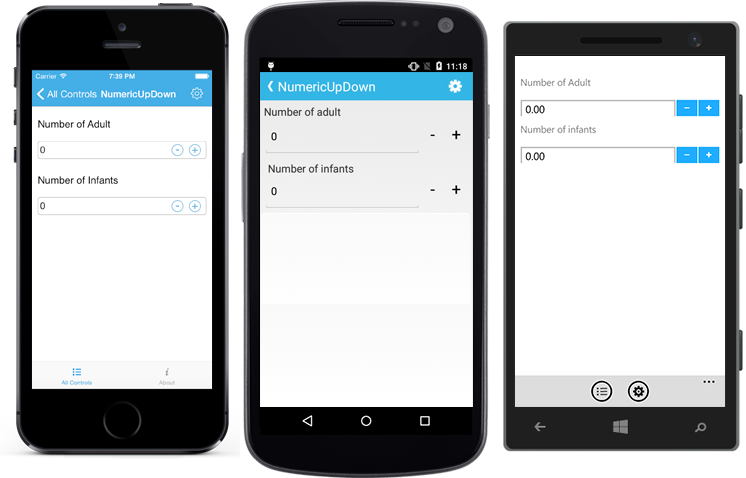 Carrier 7:39 PM
All Controls NumericUpDown
Number of Adult
0 - +
Number of Infants
0 - +
All Controls About
11:18
NumericUpDown
Number of adult
0 - +
Number of infants
0 - +
Number of Adult
0.00 - +
Number of infants
0.00 - +